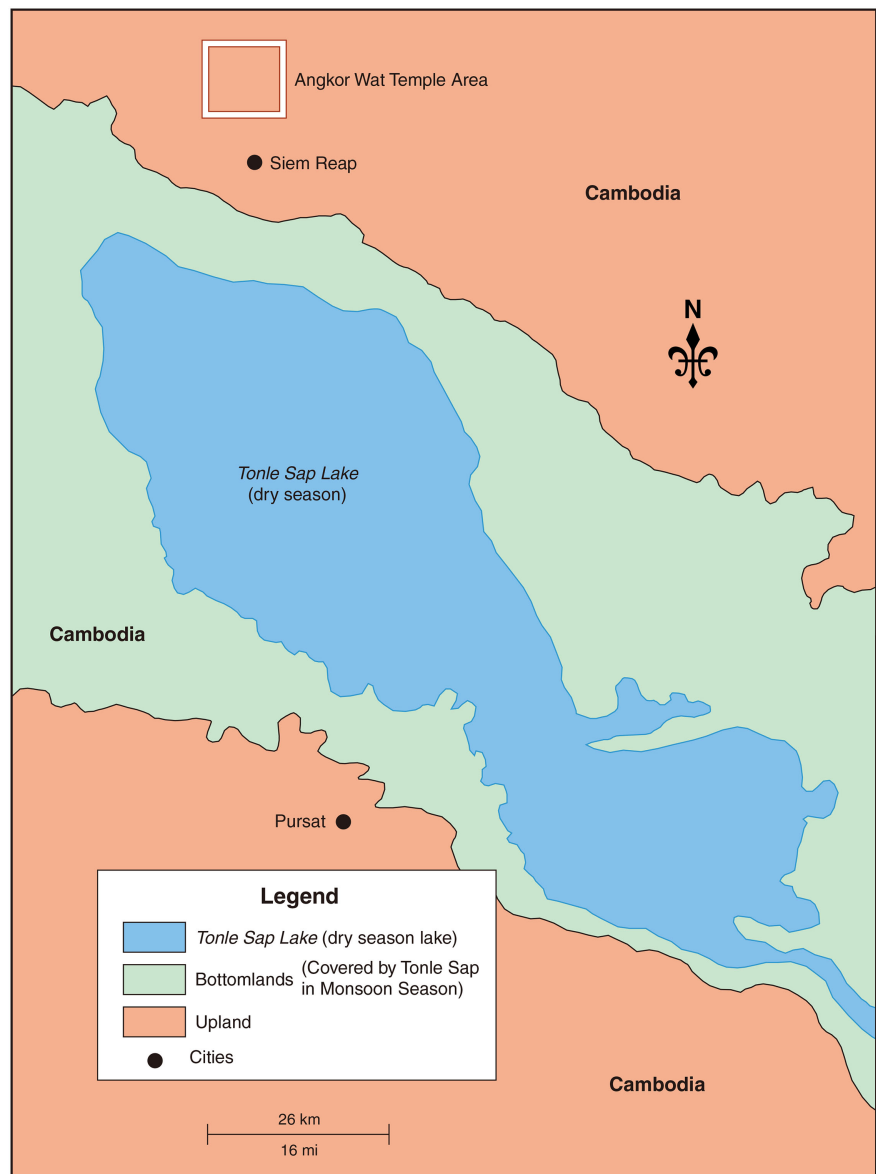 Angkor Wat Temple Area
Siem Reap
Cambodia
N
Tonle Sap Lake
(dry season)
Cambodia
Pursat
Legend
Tonle Sap Lake (dry season lake)
Bottomlands (Covered by Tonle Sap
in Monsoon Season)
Upland
Cities
Cambodia
26 km
16 mi